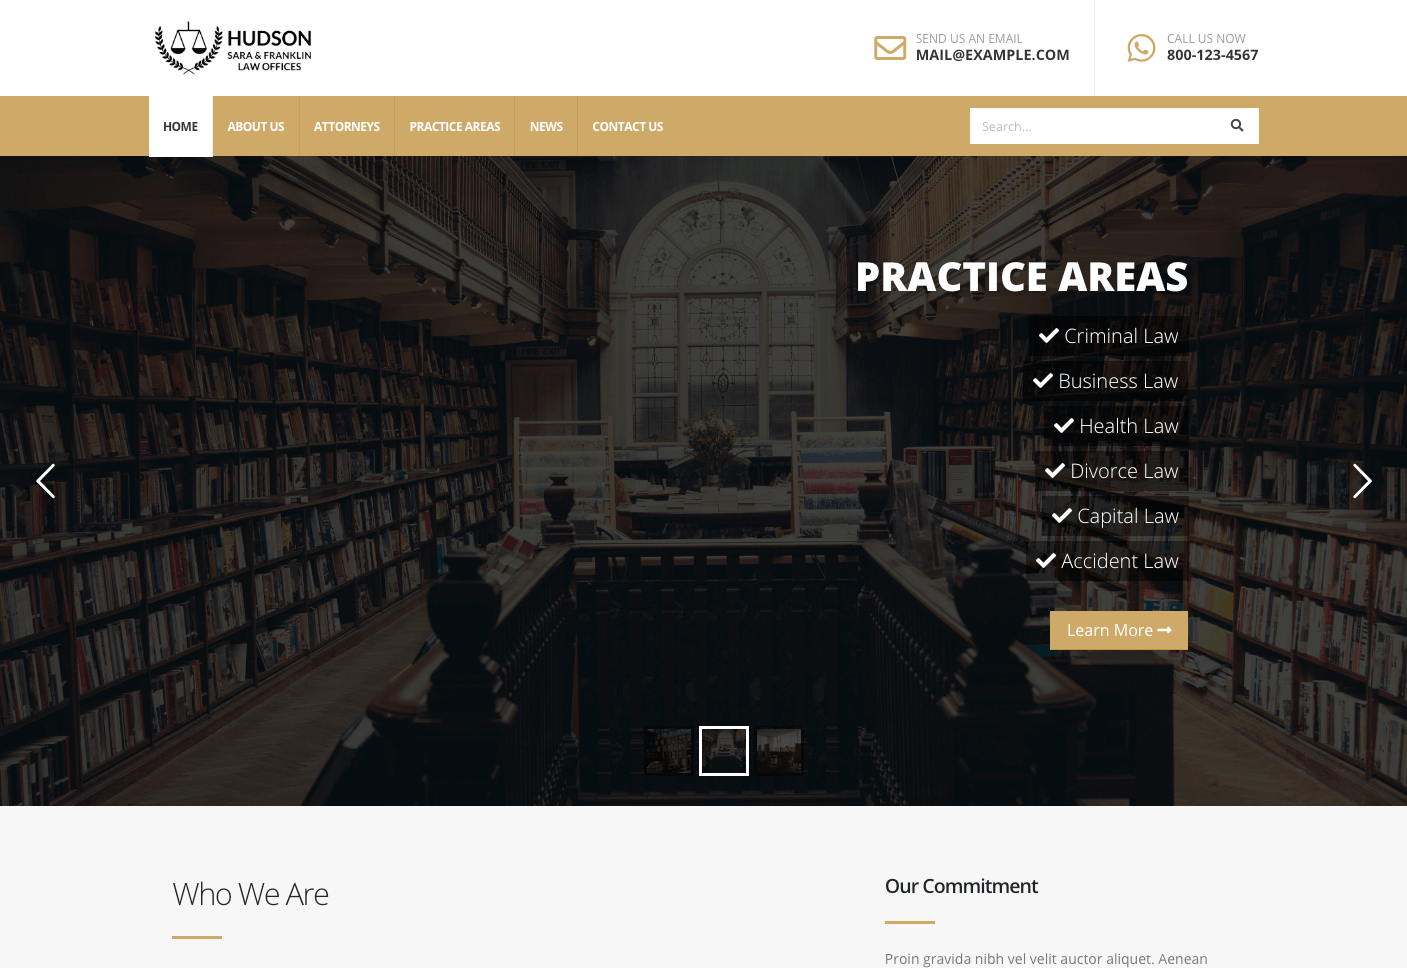 HUDSON
SARA & FRANKLIN
LAW OFFICES
SEND US AN EMAIL
MAIL@EXAMPLE.COM
CALL US NOW
800-123-4567
HOME
ABOUT US
ATTORNEYS
PRACTICE AREAS
NEWS
CONTACT US
Search...
PRACTICE AREAS
Criminal Law
Business Law
Health Law
Divorce Law
Capital Law
Accident Law
Learn More
Who We Are
Our Commitment
Proin gravida nibh vel velit auctor aliquet. Aenean